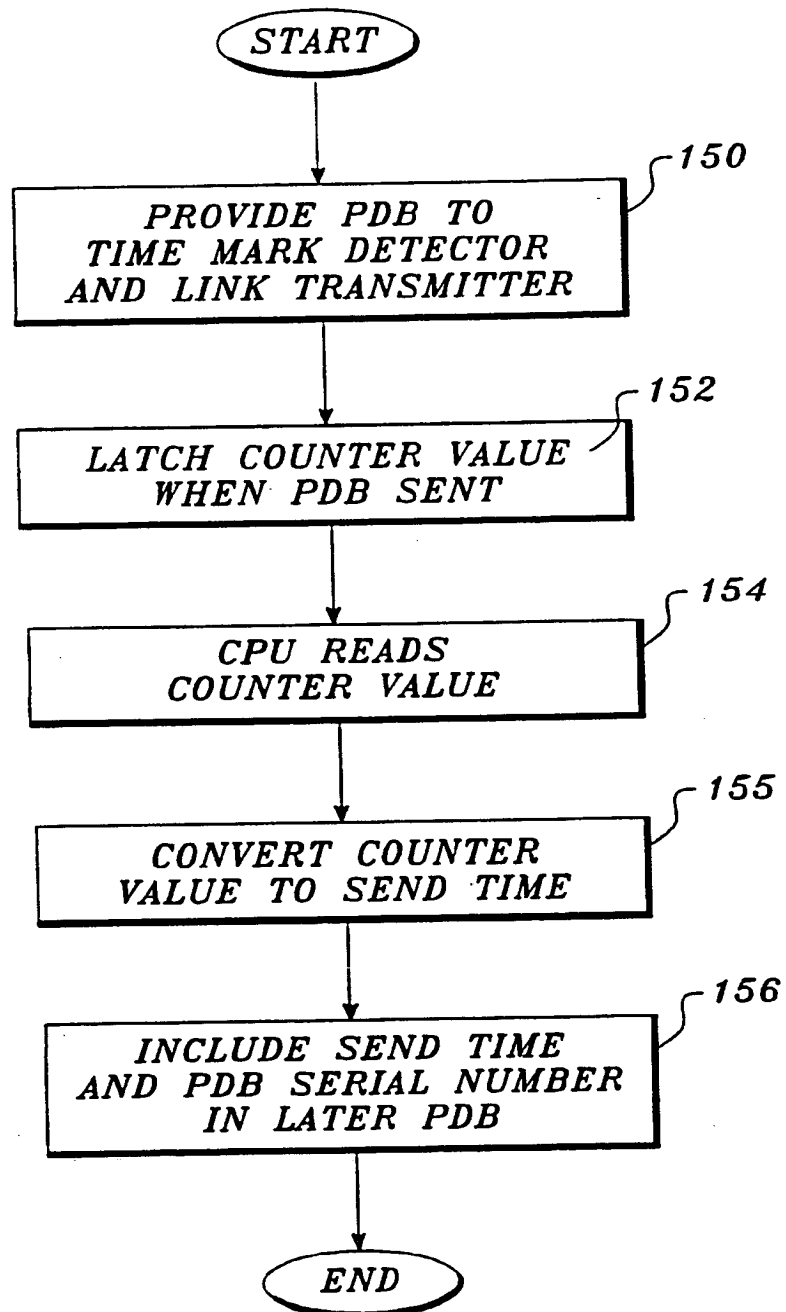 START
150
PROVIDE PDB TO
TIME MARK DETECTOR
AND LINK TRANSMITTER
152
LATCH COUNTER VALUE
WHEN PDB SENT
154
CPU READS
COUNTER VALUE
155
CONVERT COUNTER
VALUE TO SEND TIME
156
INCLUDE SEND TIME
AND PDB SERIAL NUMBER
IN LATER PDB
END